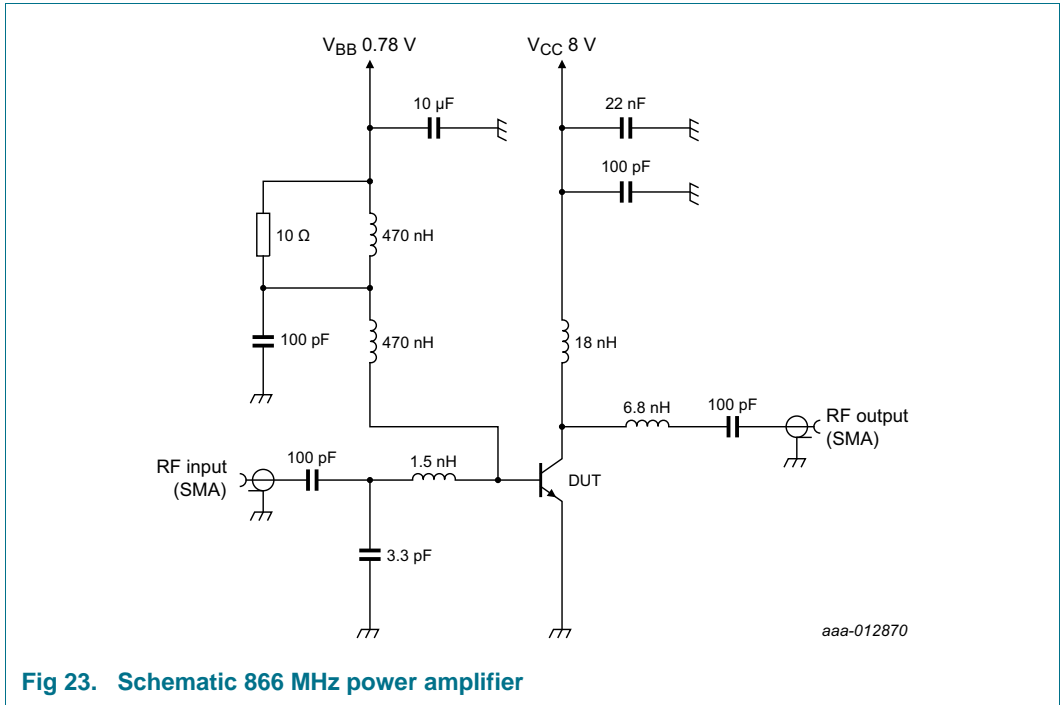 VBB 0.78 V
VCC 8 V
10 µF
22 nF
100 pF
10 Ω
470 nH
100 pF
470 nH
18 nH
6.8 nH
100 pF
RF output
(SMA)
RF input
(SMA)
100 pF
1.5 nH
DUT
3.3 pF
aaa-012870
Fig 23. Schematic 866 MHz power amplifier